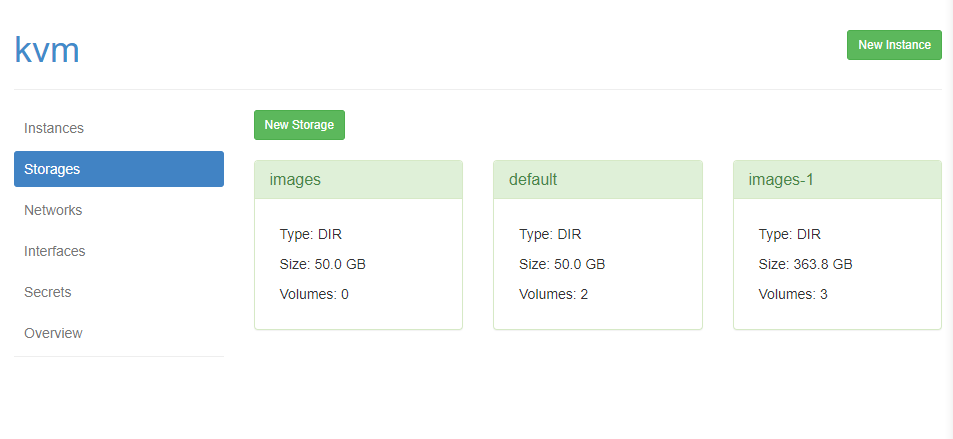 kvm
New Instance
Instances
Storages
Networks
Interfaces
Secrets
Overview
New Storage
images
Type: DIR
Size: 50.0 GB
Volumes: 0
default
Type: DIR
Size: 50.0 GB
Volumes: 2
images-1
Type: DIR
Size: 363.8 GB
Volumes: 3